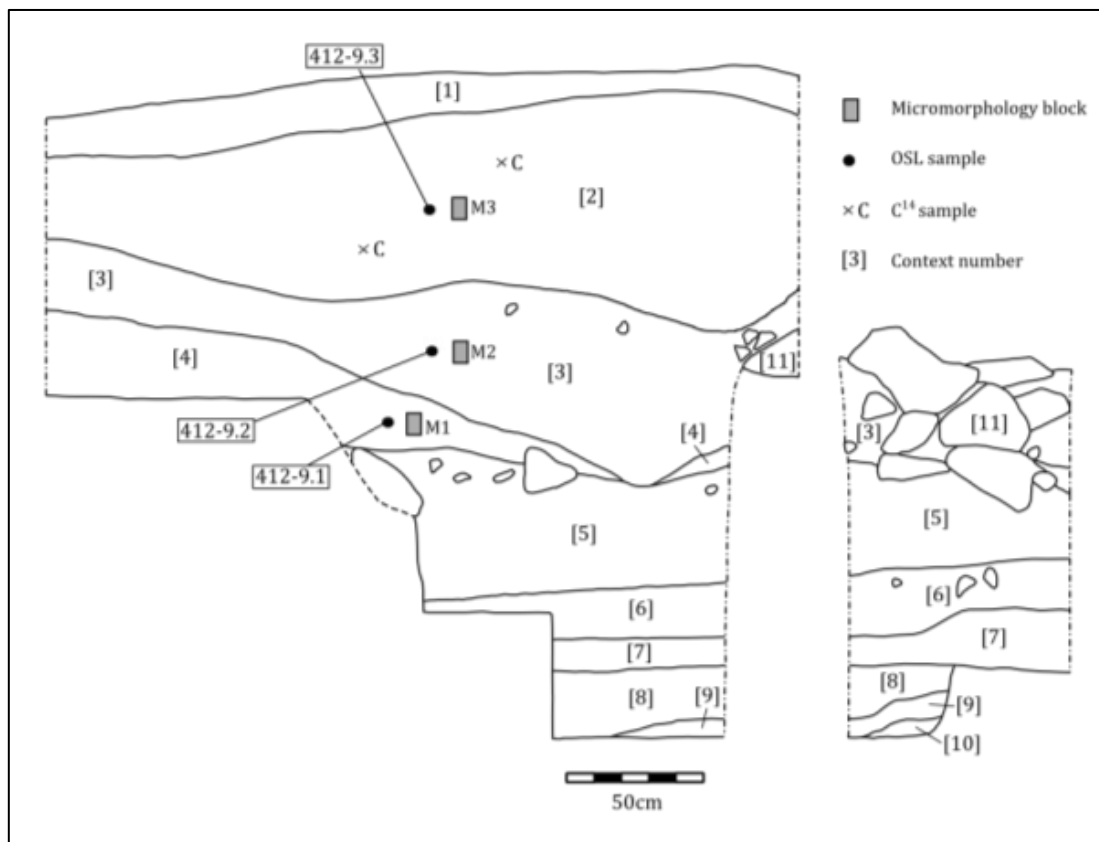 412-9.3
[1]
× C
[2]
M3
× C
[3]
[4]
M2
[3]
[11]
412-9.2
M1
[4]
412-9.1
[5]
[6]
[7]
[8]
[9]
50cm
Micromorphology block
OSL sample
× C C¹⁴ sample
[3] Context number
[3]
[11]
[5]
[6]
[7]
[8]
[9]
[10]